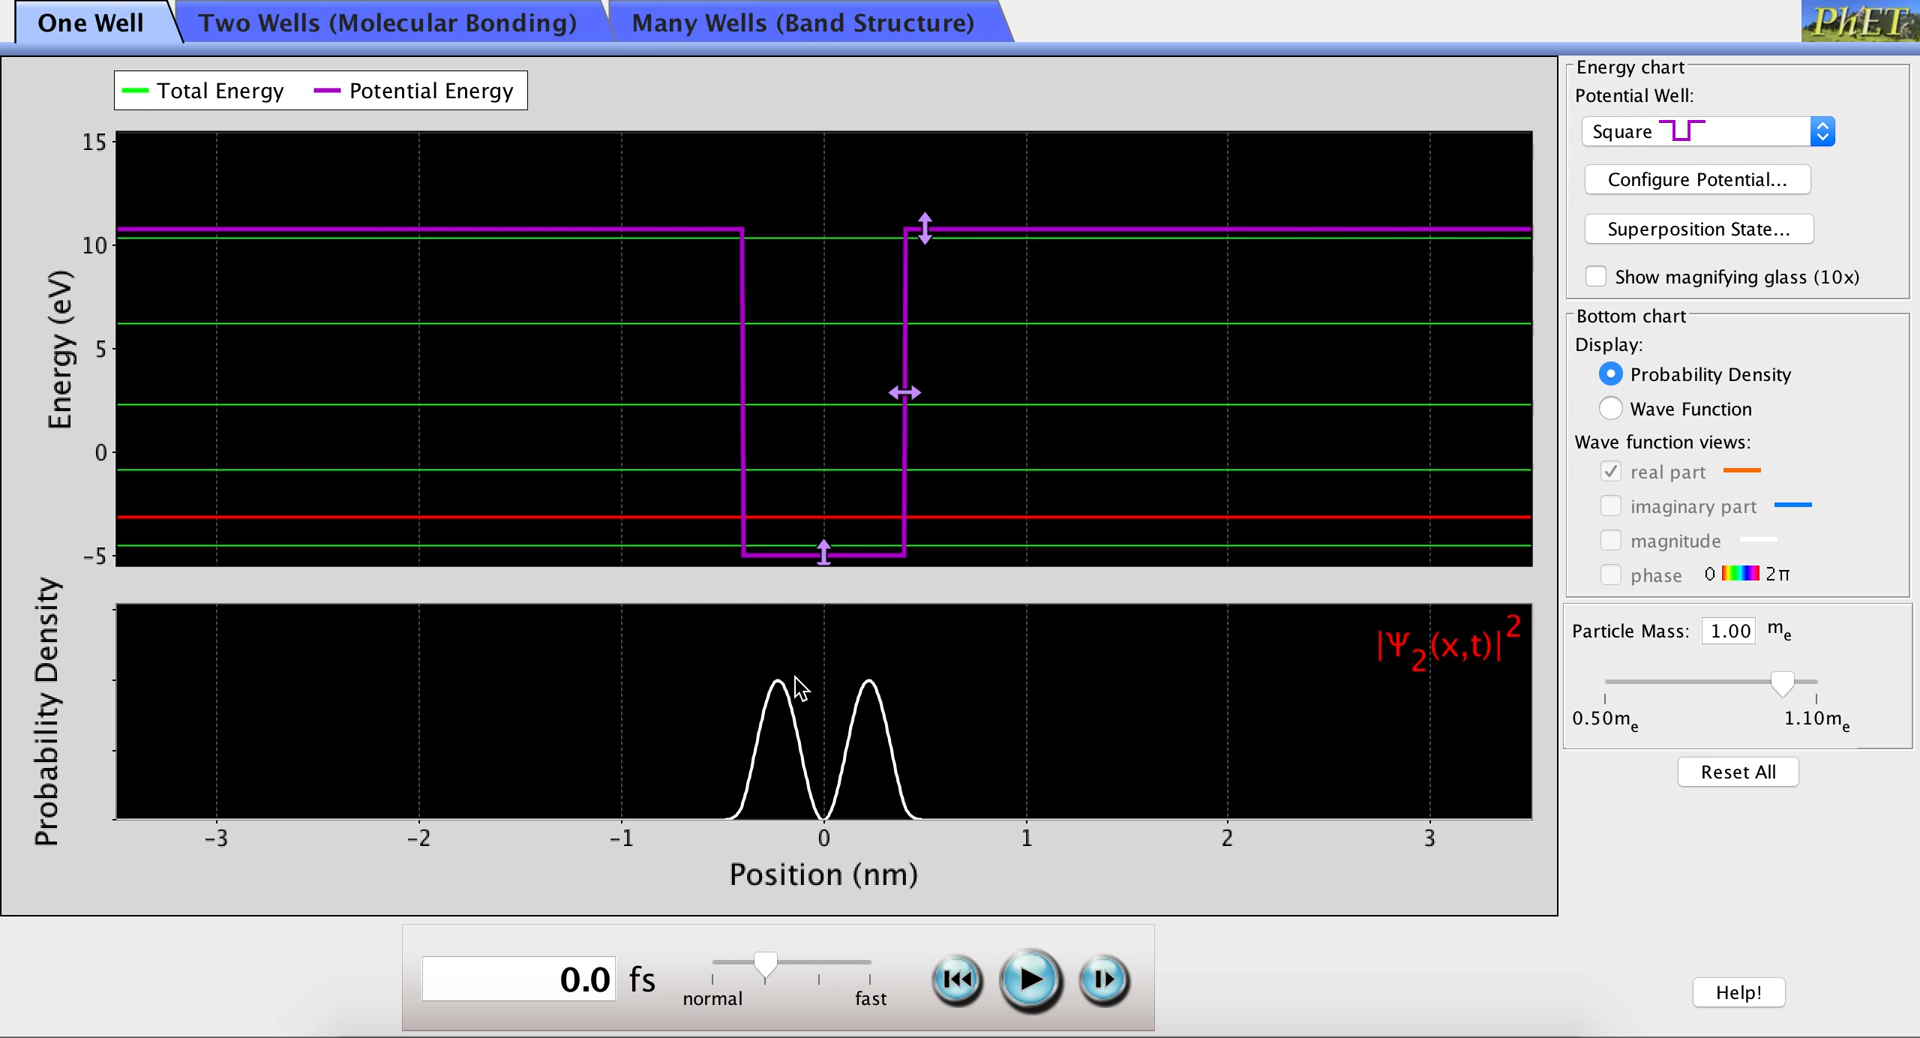 One Well
Two Wells (Molecular Bonding)
Many Wells (Band Structure)
PhET
Total Energy
Potential Energy
Energy (eV)
15
10
5
0
−5
Probability Density
|Ψ2(x,t)|²
−3
−2
−1
0
1
2
3
Position (nm)
0.0 fs
normal
fast
Energy chart
Potential Well:
Square
Configure Potential...
Superposition State...
Show magnifying glass (10x)
Bottom chart
Display:
Probability Density
Wave Function
Wave function views:
real part
imaginary part
magnitude
phase 0 2π
Particle Mass: 1.00 me
0.50me
1.10me
Reset All
Help!